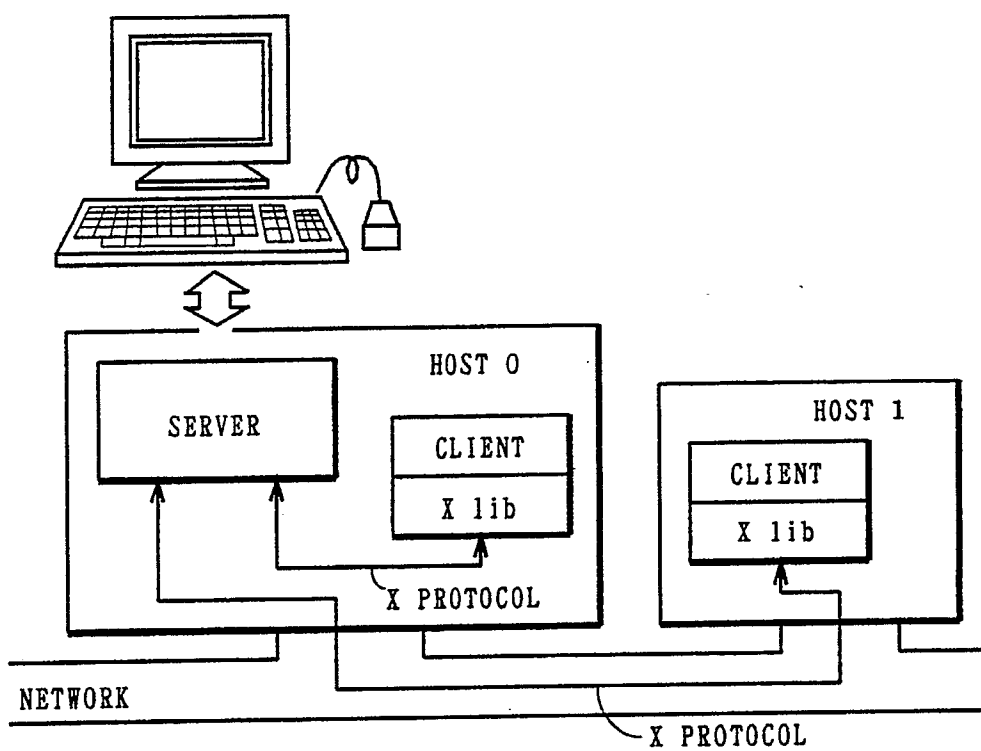 HOST 0
SERVER
CLIENT
X lib
X PROTOCOL
HOST 1
CLIENT
X lib
NETWORK
X PROTOCOL